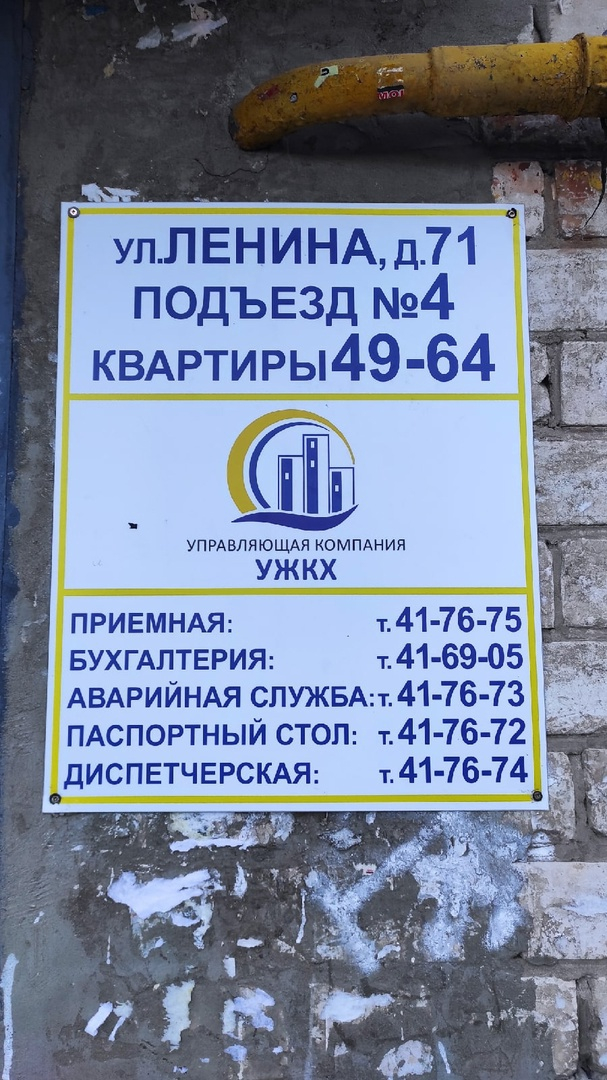 УЛ.ЛЕНИНА, Д.71
ПОДЪЕЗД №4
КВАРТИРЫ 49-64
УПРАВЛЯЮЩАЯ КОМПАНИЯ
УЖКХ
ПРИЕМНАЯ: т. 41-76-75
БУХГАЛТЕРИЯ: т. 41-69-05
АВАРИЙНАЯ СЛУЖБА: т. 41-76-73
ПАСПОРТНЫЙ СТОЛ: т. 41-76-72
ДИСПЕТЧЕРСКАЯ: т. 41-76-74